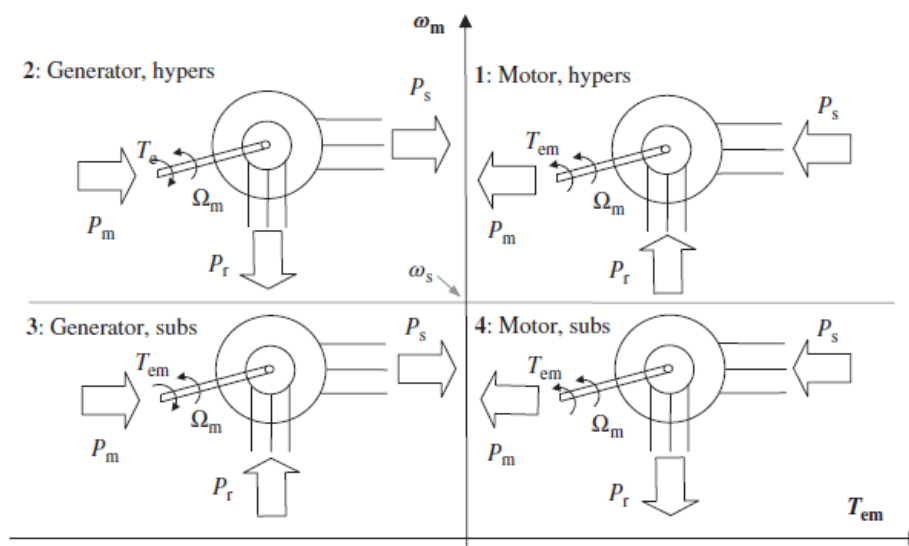 ωm
2: Generator, hypers
1: Motor, hypers
Ps
Ps
Te
Tem
Ωm
Ωm
Pm
Pm
Pr
ωs
Pr
3: Generator, subs
Ps
4: Motor, subs
Ps
Tem
Tem
Ωm
Ωm
Pm
Pm
Pr
Pr
Tem